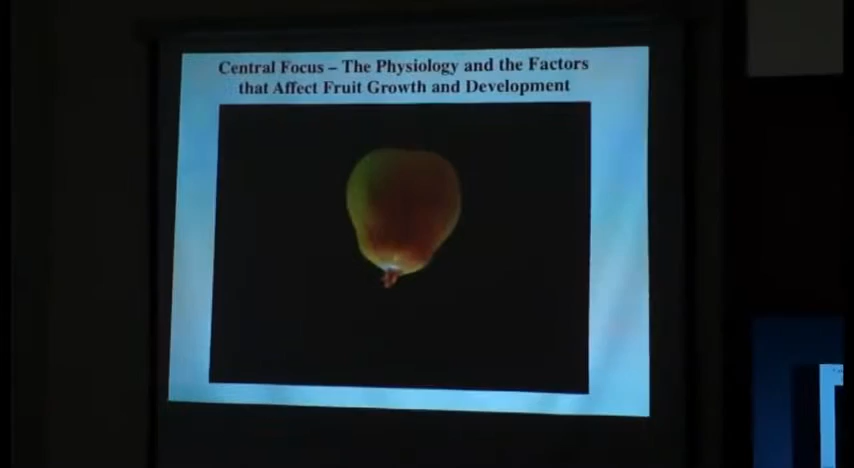 Central Focus – The Physiology and the Factors
that Affect Fruit Growth and Development